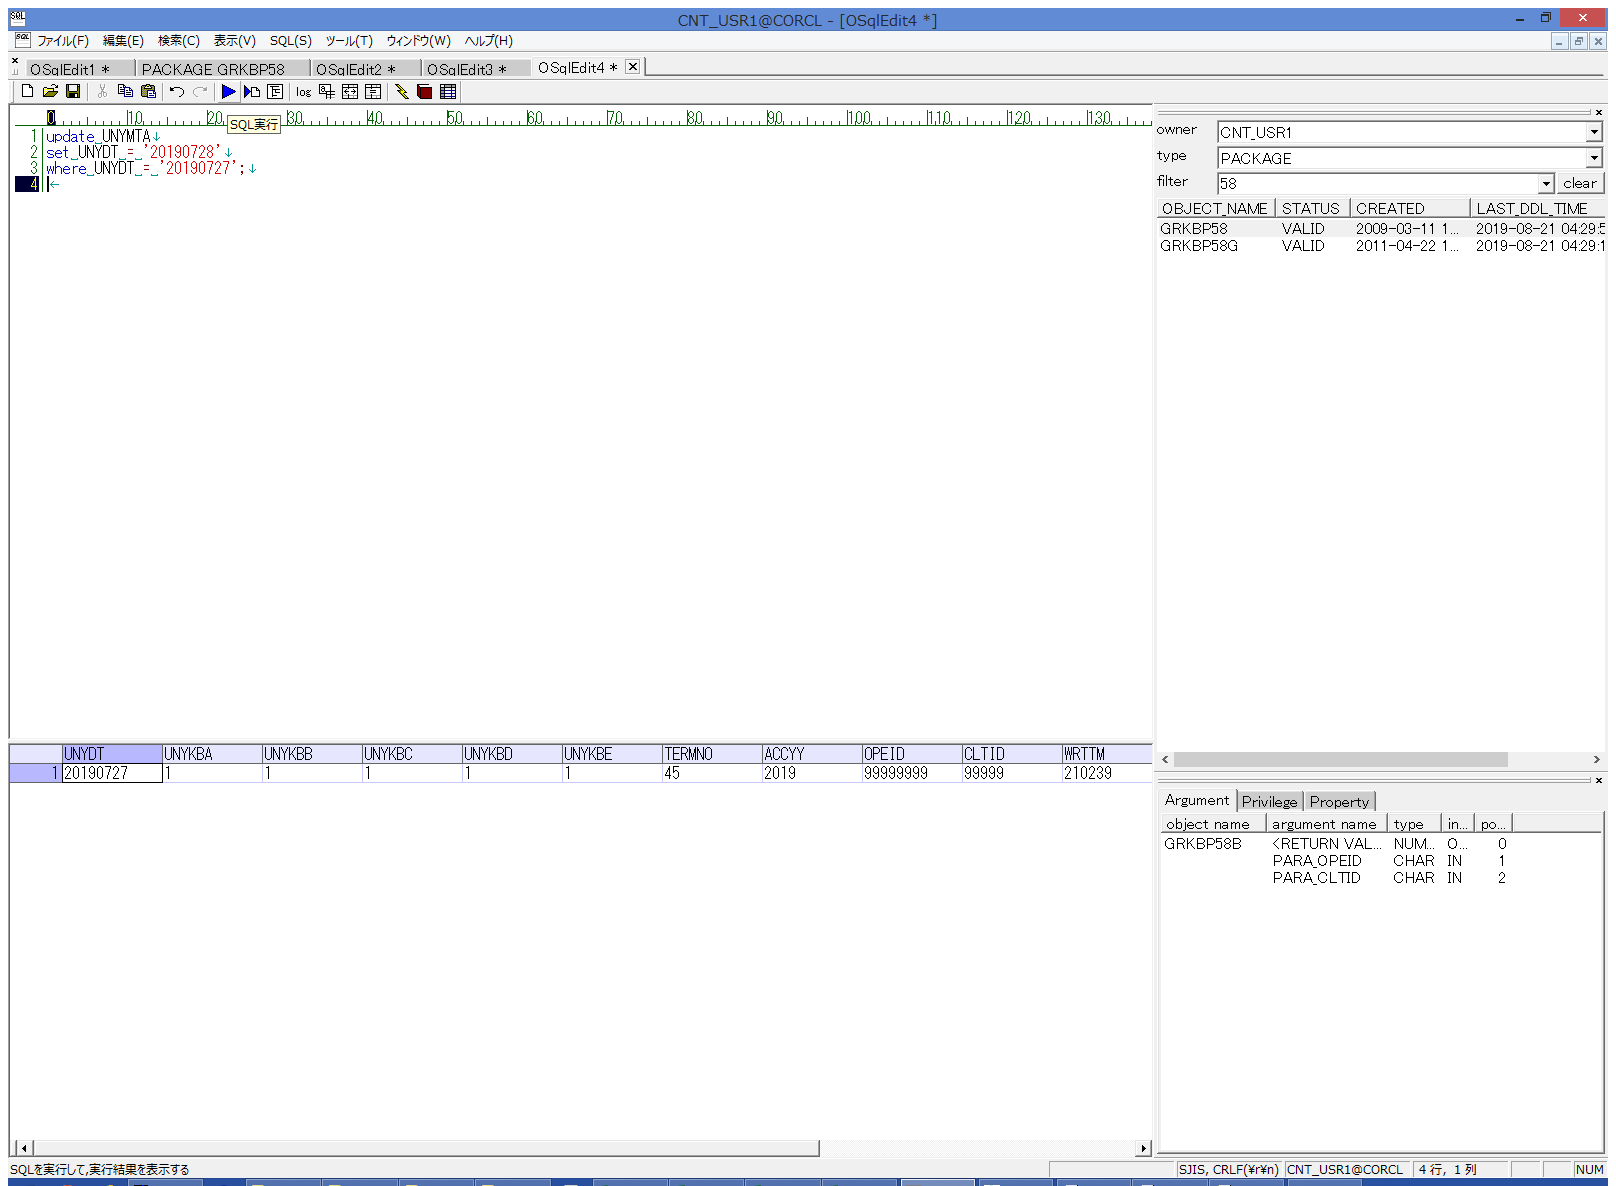 SQL
CNT_USR1@CORCL - [OSqlEdit4 *]
SQL ファイル(F) 編集(E) 検索(C) 表示(V) SQL(S) ツール(T) ウィンドウ(W) ヘルプ(H)
OSqlEdit1 * PACKAGE GRKBP58 OSqlEdit2 * OSqlEdit3 * OSqlEdit4 *
log
0 10 20 30 40 50 60 70 80 90 100 110 120 130
SQL実行
1 update_UNYMTA↓
2 set_UNYDT_=_'20190728'↓
3 where_UNYDT_=_'20190727';↓
4 ←
owner CNT_USR1
type PACKAGE
filter 58 clear
OBJECT_NAME STATUS CREATED LAST_DDL_TIME
GRKBP58 VALID 2009-03-11 1... 2019-08-21 04:29:5
GRKBP58G VALID 2011-04-22 1... 2019-08-21 04:29:1
UNYDT UNYKBA UNYKBB UNYKBC UNYKBD UNYKBE TERMNO ACCYY OPEID CLTID WRTTM
1 20190727 1 1 1 1 1 45 2019 99999999 99999 210239
Argument Privilege Property
object name argument name type in... po...
GRKBP58B <RETURN VAL... NUM... O... 0
PARA_OPEID CHAR IN 1
PARA_CLTID CHAR IN 2
SQLを実行して,実行結果を表示する
SJIS, CRLF(¥r¥n) CNT_USR1@CORCL 4 行, 1 列 NUM